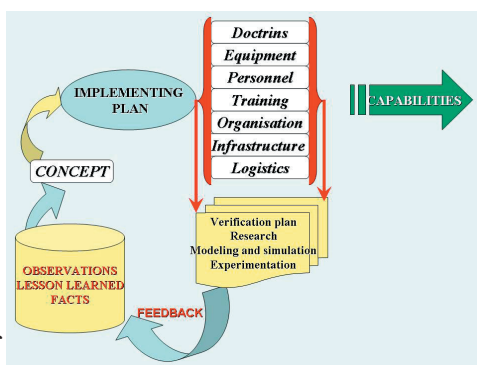 Doctrins
Equipment
Personnel
Training
Organisation
Infrastructure
Logistics
IMPLEMENTING
PLAN
CAPABILITIES
CONCEPT
Verification plan
Research
Modeling and simulation
Experimentation
OBSERVATIONS
LESSON LEARNED
FACTS
FEEDBACK